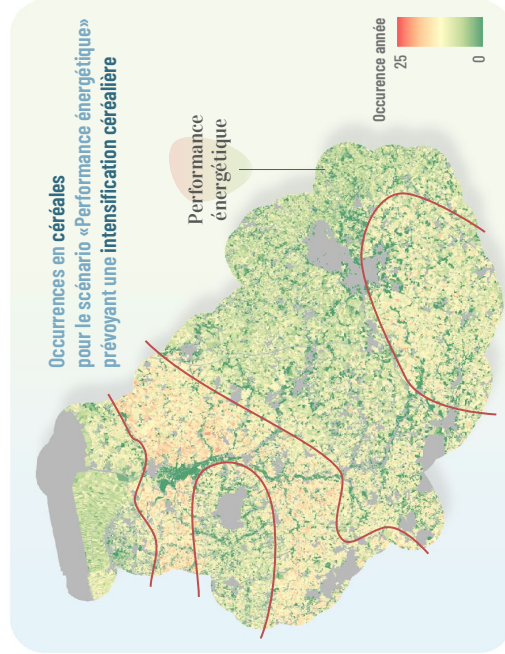 Occurrences en céréales
pour le scénario «Performance énergétique»
prévoyant une intensification céréalière
Performance
énergétique
Occurence année
25
0